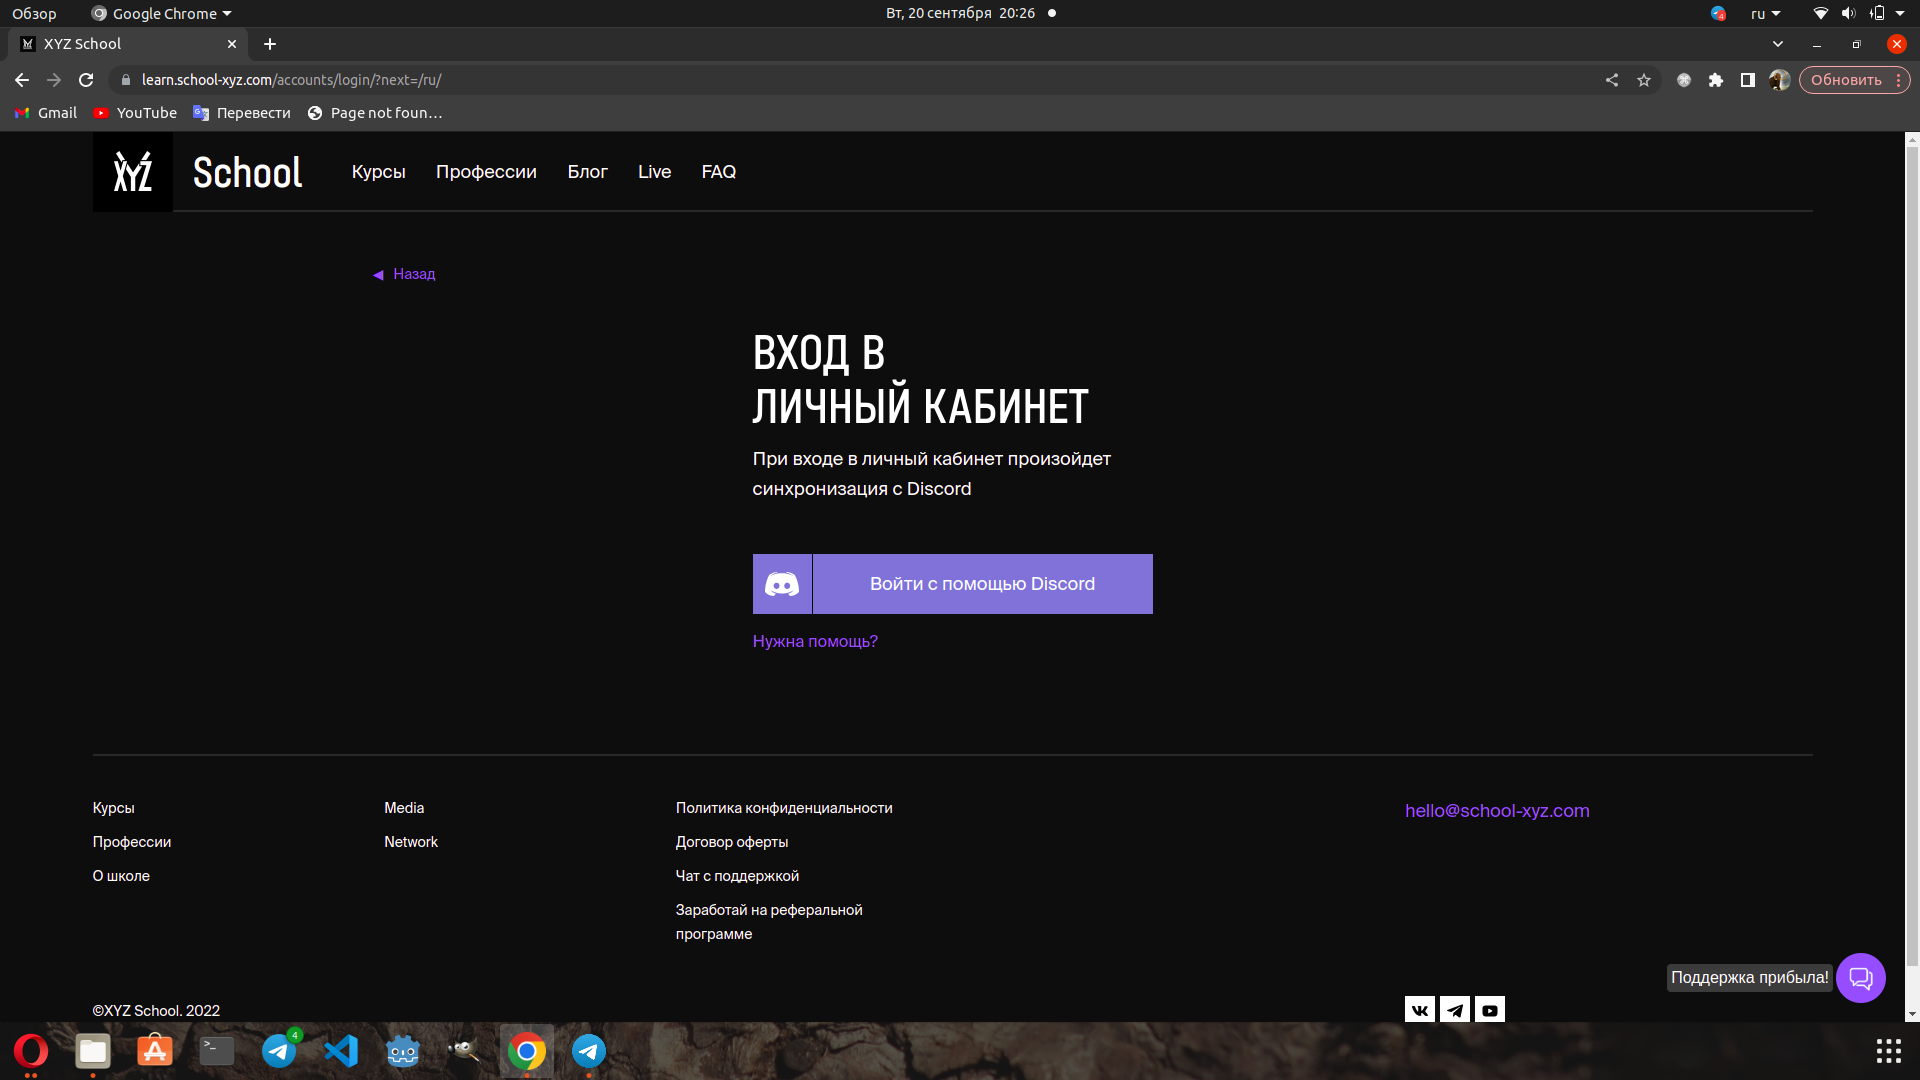 Обзор
Google Chrome
Вт, 20 сентября 20:26
4
ru
XYZ School
learn.school-xyz.com/accounts/login/?next=/ru/
Обновить
Gmail
YouTube
Перевести
Page not foun…
XYZ School
Курсы
Профессии
Блог
Live
FAQ
◀ Назад
ВХОД В
ЛИЧНЫЙ КАБИНЕТ
При входе в личный кабинет произойдет
синхронизация с Discord
Войти с помощью Discord
Нужна помощь?
Курсы
Профессии
О школе
Media
Network
Политика конфиденциальности
Договор оферты
Чат с поддержкой
Заработай на реферальной
программе
hello@school-xyz.com
Поддержка прибыла!
©XYZ School. 2022
4